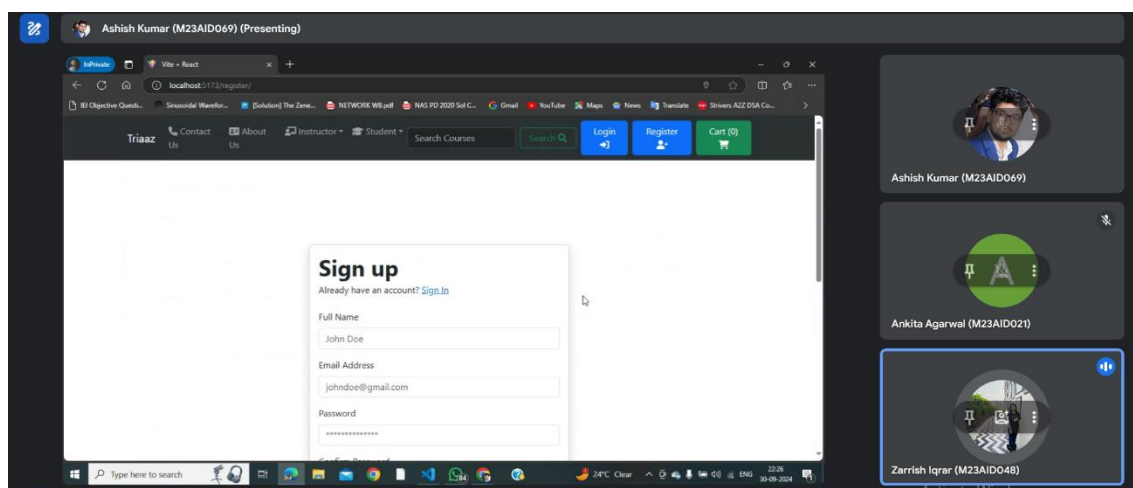 Ashish Kumar (M23AID069) (Presenting)
InPrivate
Vite + React
localhost:5173/register/
IEI Objective Questi...
Sinusoidal Wavefor...
[Solution] The Zene...
NETWORK WB.pdf
NAS PD 2020 Sol C...
Gmail
YouTube
Maps
News
Translate
Strivers AZZ DSA Co...
Triaaz
Contact Us
About Us
Instructor
Student
Search Courses
Search
Login
Register
Cart (0)
Sign up
Already have an account? Sign In
Full Name
John Doe
Email Address
johndoe@gmail.com
Password
**************
Type here to search
24°C Clear
ENG
22:26
30-09-2024
Ashish Kumar (M23AID069)
A
Ankita Agarwal (M23AID021)
Zarrish Iqrar (M23AID048)